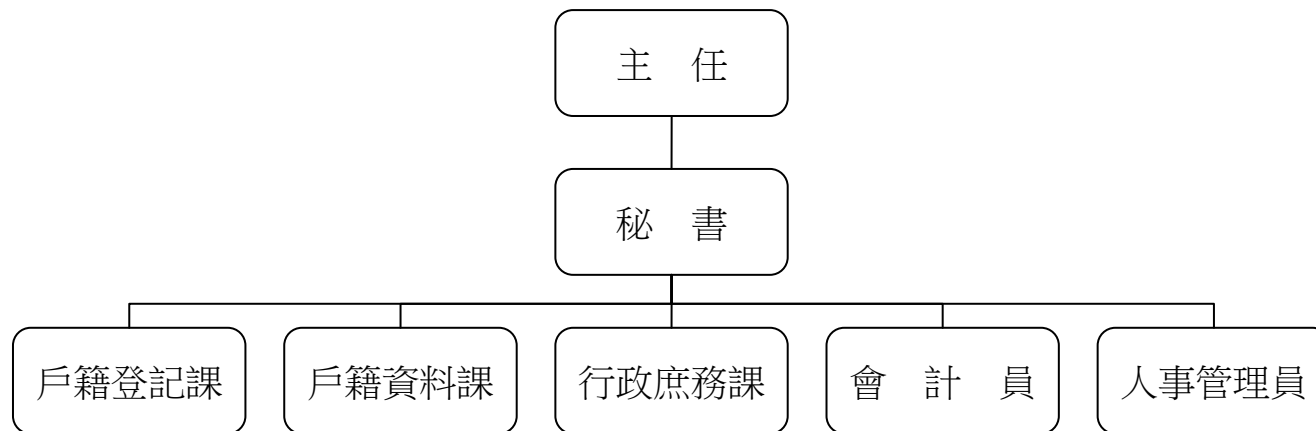 主　任
秘　書
戶籍登記課
戶籍資料課
行政庶務課
會　計　員
人事管理員